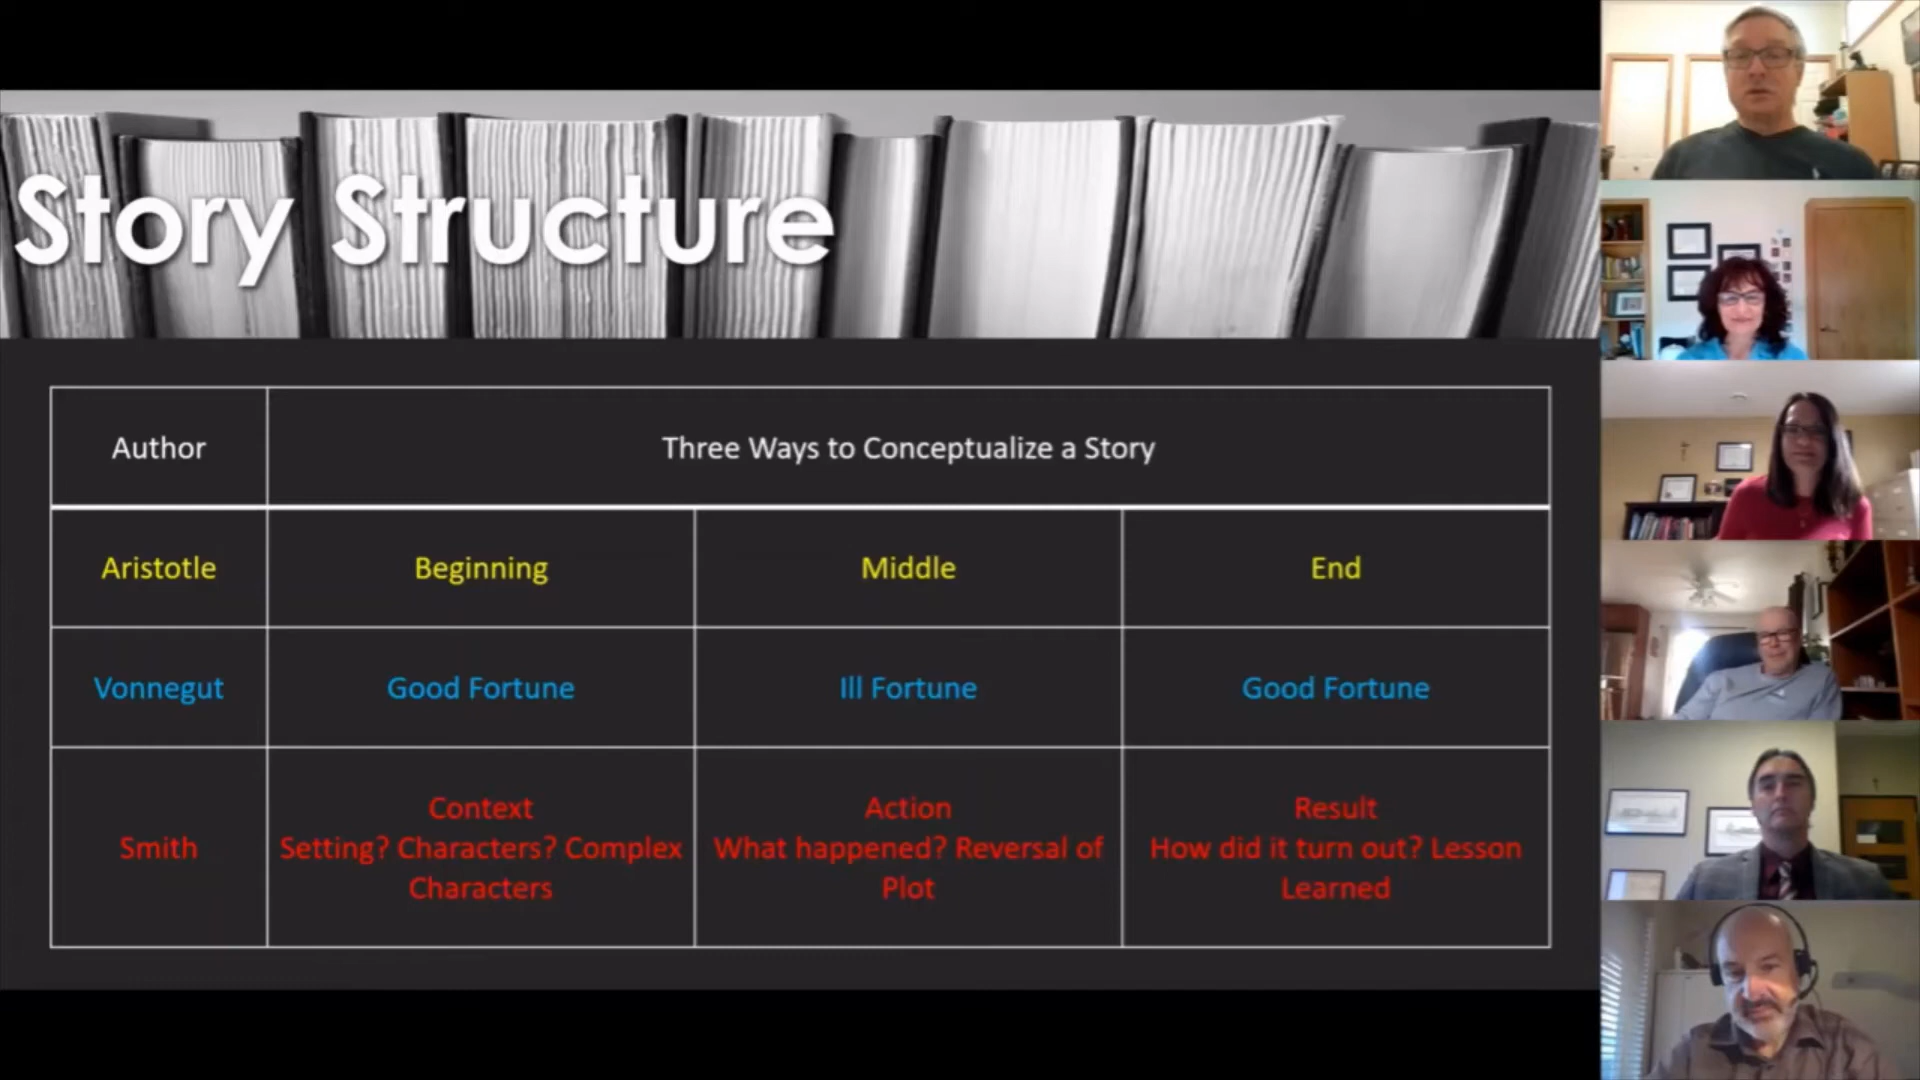 Story Structure
Author
Three Ways to Conceptualize a Story
Aristotle
Beginning
Middle
End
Vonnegut
Good Fortune
Ill Fortune
Good Fortune
Smith
Context
Setting? Characters? Complex
Characters
Action
What happened? Reversal of
Plot
Result
How did it turn out? Lesson
Learned